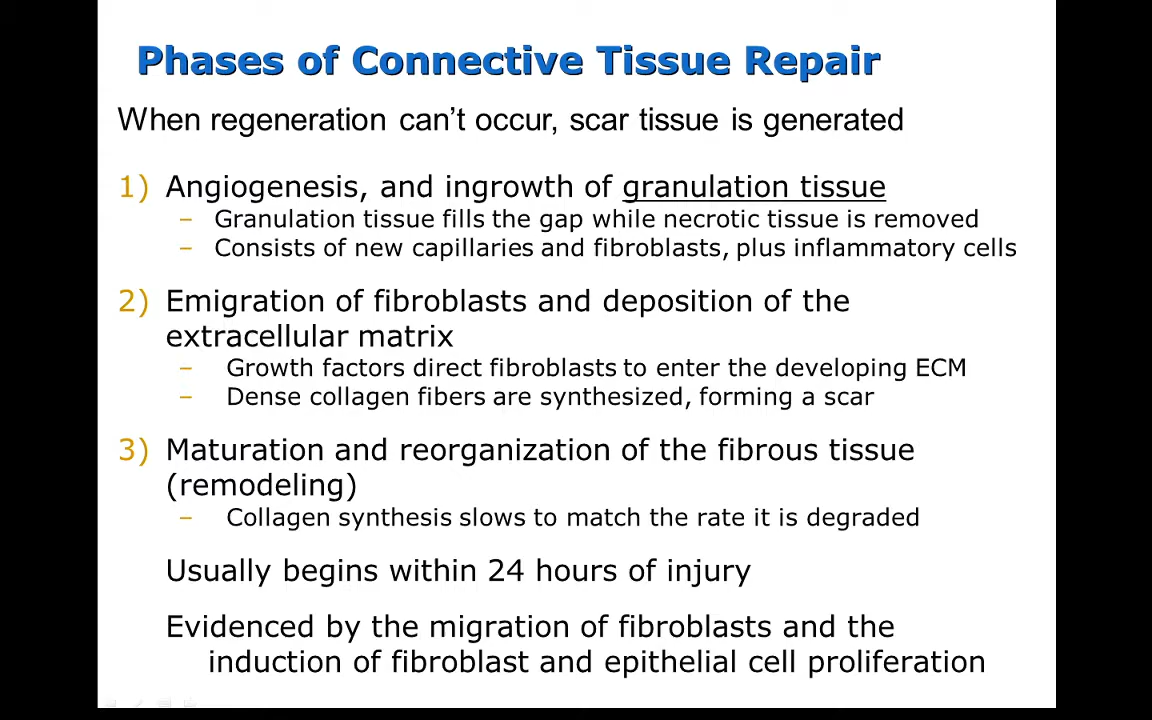 Phases of Connective Tissue Repair
When regeneration can't occur, scar tissue is generated
1) Angiogenesis, and ingrowth of granulation tissue
– Granulation tissue fills the gap while necrotic tissue is removed
– Consists of new capillaries and fibroblasts, plus inflammatory cells
2) Emigration of fibroblasts and deposition of the
extracellular matrix
– Growth factors direct fibroblasts to enter the developing ECM
– Dense collagen fibers are synthesized, forming a scar
3) Maturation and reorganization of the fibrous tissue
(remodeling)
– Collagen synthesis slows to match the rate it is degraded
Usually begins within 24 hours of injury
Evidenced by the migration of fibroblasts and the
induction of fibroblast and epithelial cell proliferation